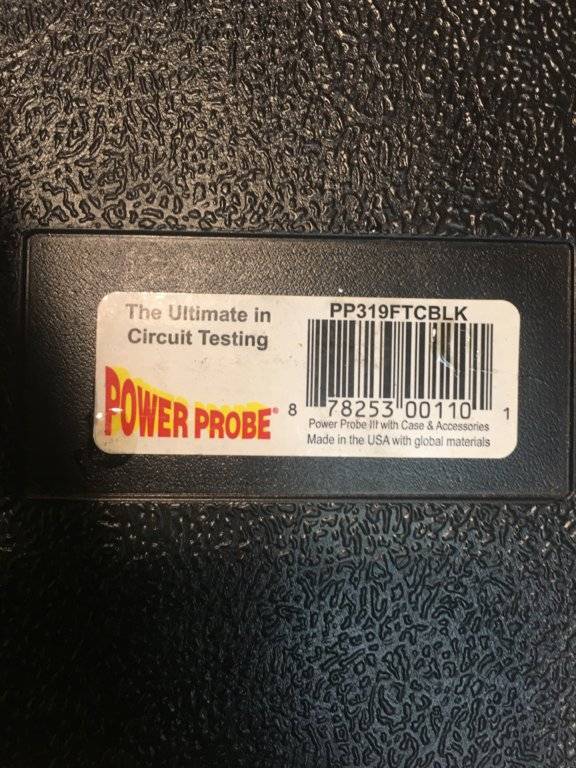 The Ultimate in
Circuit Testing
POWER PROBE®
PP319FTCBLK
8 78253 00110 1
Power Probe III with Case & Accessories
Made in the USA with global materials